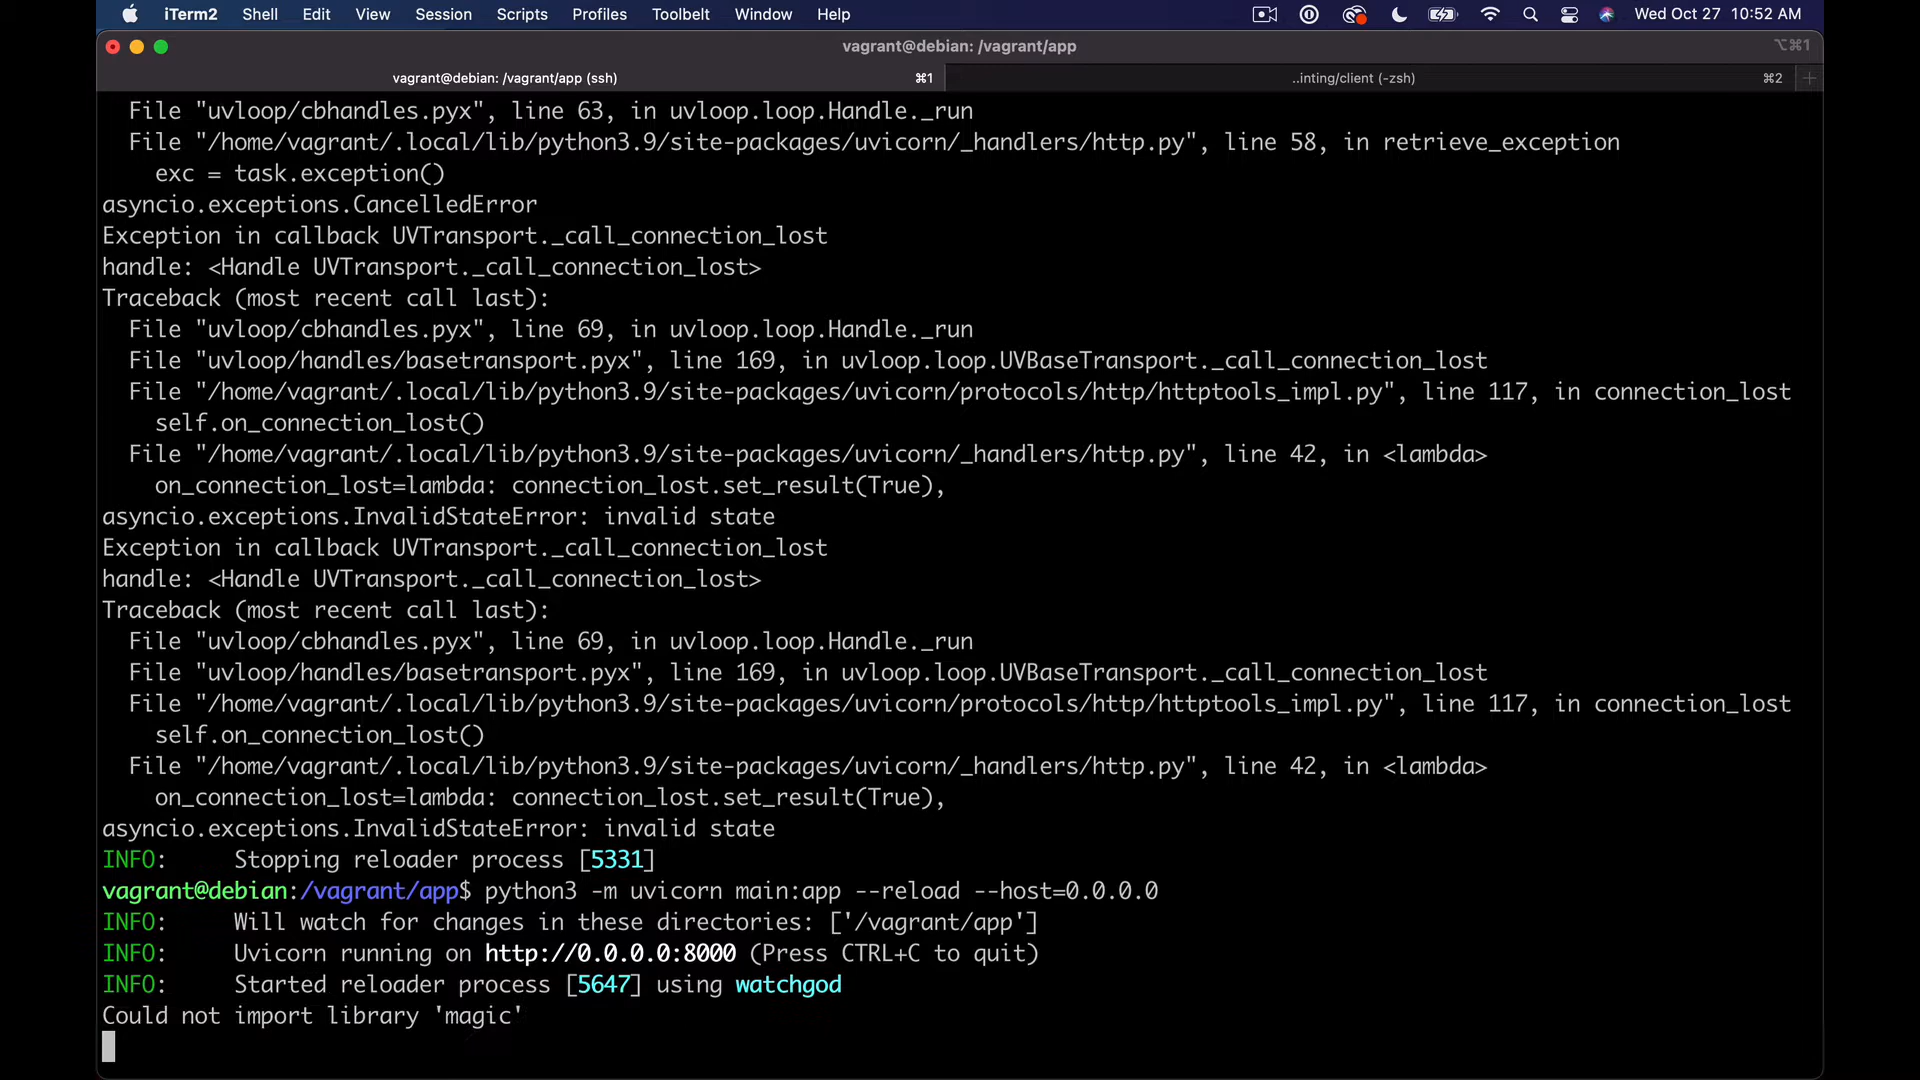 iTerm2 Shell Edit View Session Scripts Profiles Toolbelt Window Help Wed Oct 27 10:52 AM
vagrant@debian: /vagrant/app ⌥⌘1
vagrant@debian: /vagrant/app (ssh) ⌘1 ..inting/client (-zsh) ⌘2
File "uvloop/cbhandles.pyx", line 63, in uvloop.loop.Handle._run
File "/home/vagrant/.local/lib/python3.9/site-packages/uvicorn/_handlers/http.py", line 58, in retrieve_exception
exc = task.exception()
asyncio.exceptions.CancelledError
Exception in callback UVTransport._call_connection_lost
handle: <Handle UVTransport._call_connection_lost>
Traceback (most recent call last):
File "uvloop/cbhandles.pyx", line 69, in uvloop.loop.Handle._run
File "uvloop/handles/basetransport.pyx", line 169, in uvloop.loop.UVBaseTransport._call_connection_lost
File "/home/vagrant/.local/lib/python3.9/site-packages/uvicorn/protocols/http/httptools_impl.py", line 117, in connection_lost
self.on_connection_lost()
File "/home/vagrant/.local/lib/python3.9/site-packages/uvicorn/_handlers/http.py", line 42, in <lambda>
on_connection_lost=lambda: connection_lost.set_result(True),
asyncio.exceptions.InvalidStateError: invalid state
Exception in callback UVTransport._call_connection_lost
handle: <Handle UVTransport._call_connection_lost>
Traceback (most recent call last):
File "uvloop/cbhandles.pyx", line 69, in uvloop.loop.Handle._run
File "uvloop/handles/basetransport.pyx", line 169, in uvloop.loop.UVBaseTransport._call_connection_lost
File "/home/vagrant/.local/lib/python3.9/site-packages/uvicorn/protocols/http/httptools_impl.py", line 117, in connection_lost
self.on_connection_lost()
File "/home/vagrant/.local/lib/python3.9/site-packages/uvicorn/_handlers/http.py", line 42, in <lambda>
on_connection_lost=lambda: connection_lost.set_result(True),
asyncio.exceptions.InvalidStateError: invalid state
INFO: Stopping reloader process [5331]
vagrant@debian:/vagrant/app$ python3 -m uvicorn main:app --reload --host=0.0.0.0
INFO: Will watch for changes in these directories: ['/vagrant/app']
INFO: Uvicorn running on http://0.0.0.0:8000 (Press CTRL+C to quit)
INFO: Started reloader process [5647] using watchgod
Could not import library 'magic'